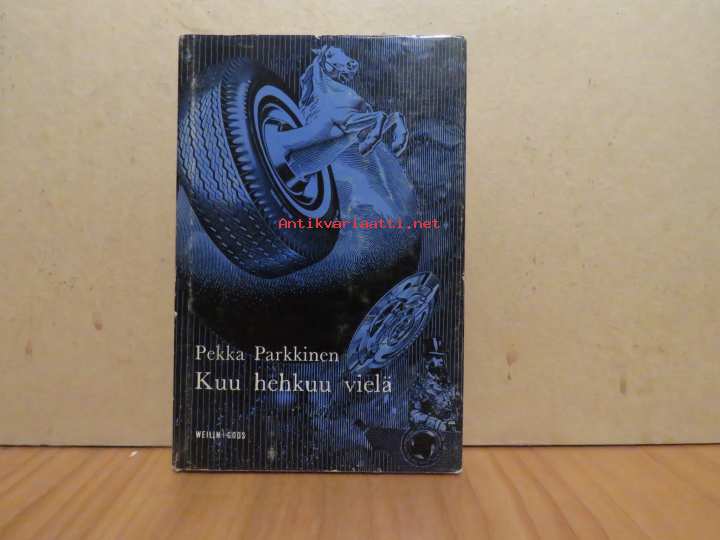 Antikvariaatti.net
Pekka Parkkinen
Kuu hehkuu vielä
WEILIN+GÖÖS